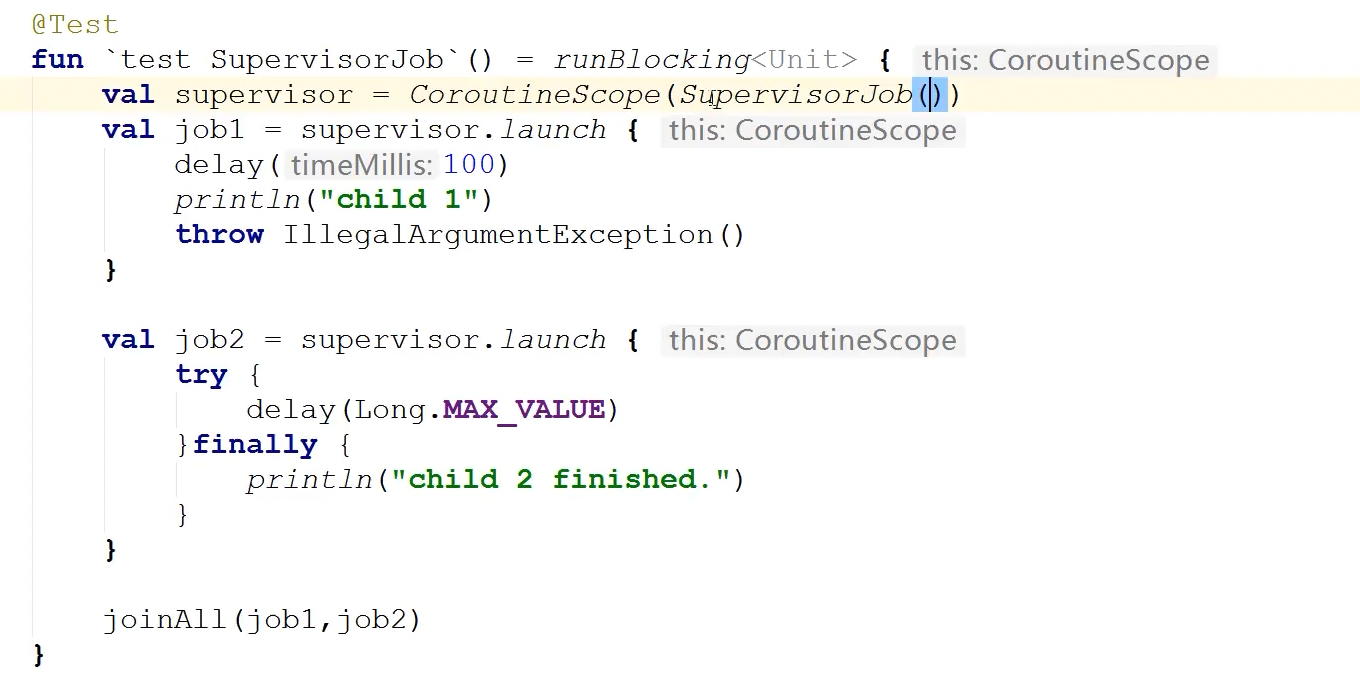 @Test
fun `test SupervisorJob`() = runBlocking<Unit> { this: CoroutineScope
val supervisor = CoroutineScope(SupervisorJob())
val job1 = supervisor.launch { this: CoroutineScope
delay( timeMillis: 100)
println("child 1")
throw IllegalArgumentException()
}
val job2 = supervisor.launch { this: CoroutineScope
try {
delay(Long.MAX_VALUE)
}finally {
println("child 2 finished.")
}
}
joinAll(job1,job2)
}